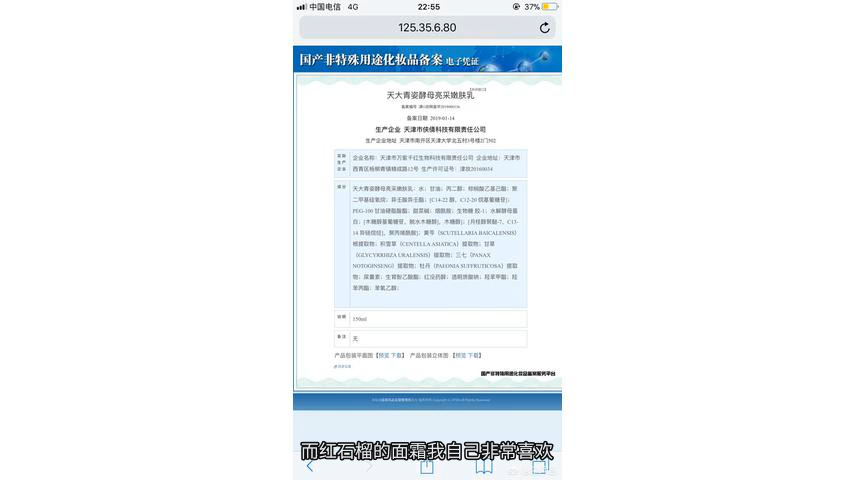 中国电信 4G 22:55 37%
125.35.6.80
国产非特殊用途化妆品备案 电子凭证
天大青姿酵母亮采嫩肤乳
备案日期 2019-01-14
生产企业 天津市侠倩科技有限责任公司
生产企业地址 天津市南开区天津大学北五村3号楼2门502
实际生产企业
企业名称：天津市万紫千红生物科技有限责任公司 企业地址：天津市
西青区杨柳青镇穗成路12号 生产许可证号：津妆20160034
成分
天大青姿酵母亮采嫩肤乳：水；甘油；丙二醇；棕榈酸乙基己酯；聚
二甲基硅氧烷；异壬酸异壬酯；[C14-22 醇，C12-20 烷基葡糖苷]；
PEG-100 甘油硬脂酸酯；甜菜碱；烟酰胺；生物糖 胶-1；水解酵母蛋
白；[木糖醇基葡糖苷，脱水木糖醇]，木糖醇]；[月桂醇聚醚-7，C13-
14 异链烷烃]，聚丙烯酰胺]；黄芩（SCUTELLARIA BAICALENSIS）
根提取物；积雪草（CENTELLA ASIATICA）提取物；甘草
（GLYCYRRHIZA URALENSIS）提取物；三七（PANAX
NOTOGINSENG）提取物；牡丹（PAEONIA SUFFRUTICOSA）提取
物；尿囊素；生育酚乙酸酯；红没药醇；透明质酸钠；羟苯甲酯；羟
苯丙酯；苯氧乙醇；
说明
150ml
备注
无
产品包装平面图【预览 下载】 产品包装立体图 【预览 下载】
国产非特殊用途化妆品备案服务平台
而红石榴的面霜我自己非常喜欢